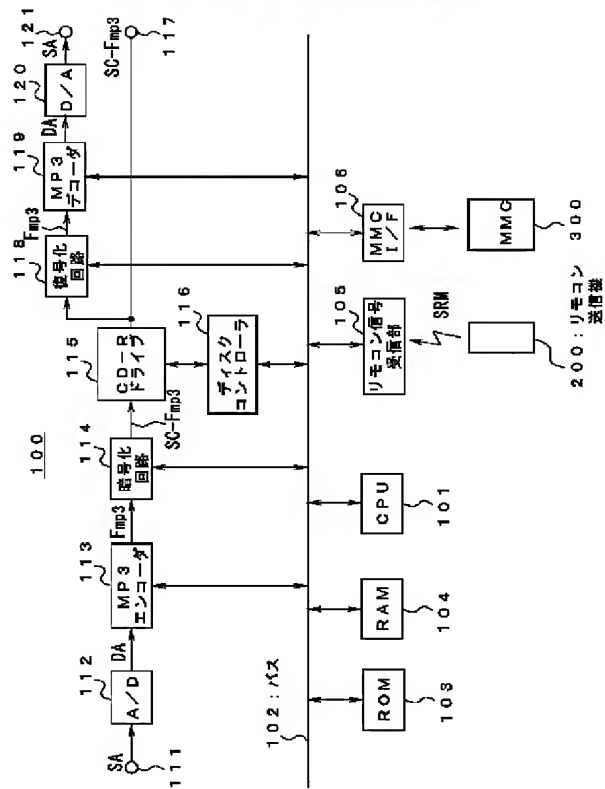 100
SA
111
A/D
112
DA
MP3
エンコーダ
113
Fmp3
暗号化
回路
114
SC-Fmp3
CD-R
ドライブ
115
ディスク
コントローラ
116
復号化
回路
118
Fmp3
MP3
デコーダ
119
DA
D/A
120
SA
121
SC-Fmp3
117
102：バス
ROM
103
RAM
104
CPU
101
リモコン信号
受信部
105
SRM
200：リモコン
送信機
MMC
I/F
106
MMC
300